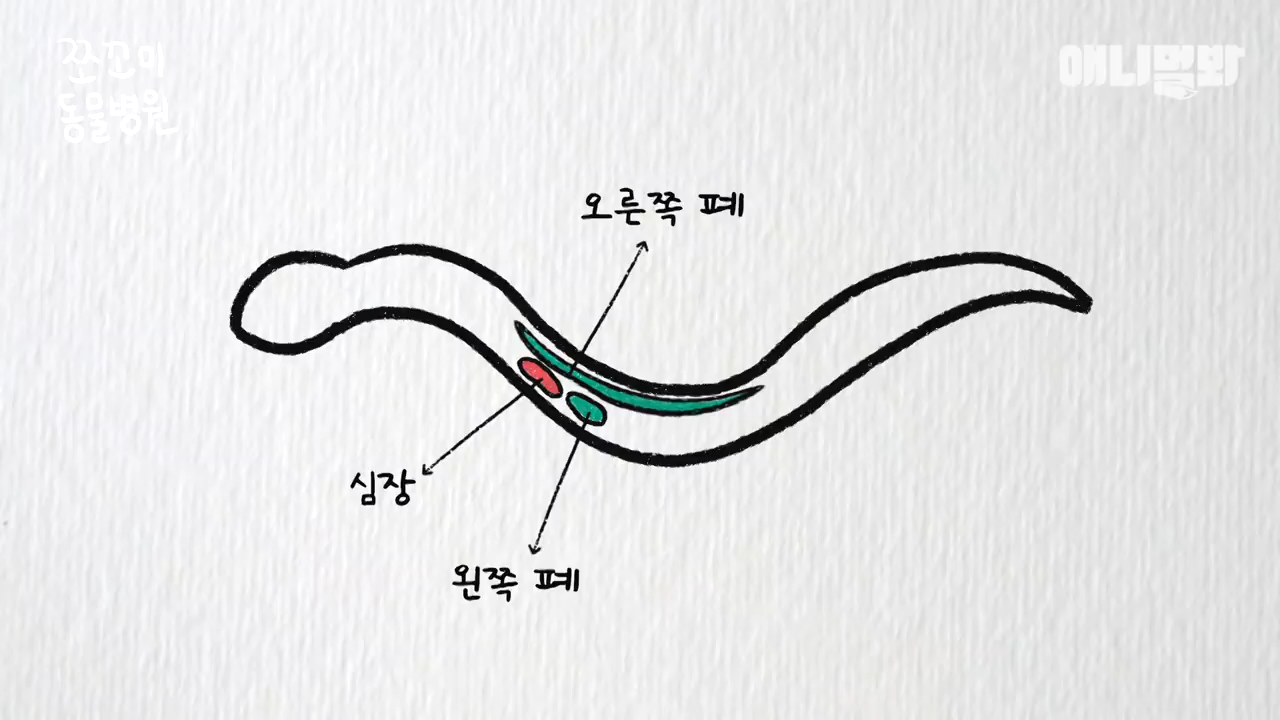 쪼꼬미
동물병원
애니멀봐
오른쪽 폐
심장
왼쪽 폐